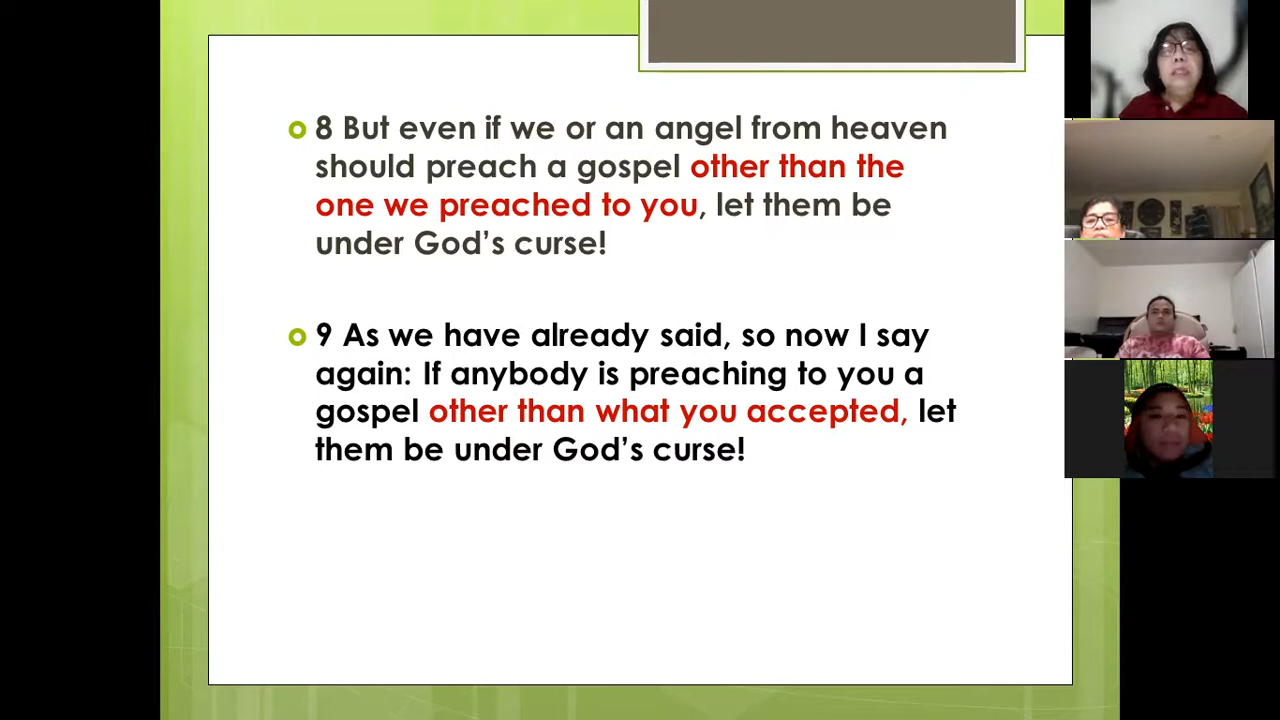 8 But even if we or an angel from heaven
should preach a gospel other than the
one we preached to you, let them be
under God’s curse!
9 As we have already said, so now I say
again: If anybody is preaching to you a
gospel other than what you accepted, let
them be under God’s curse!